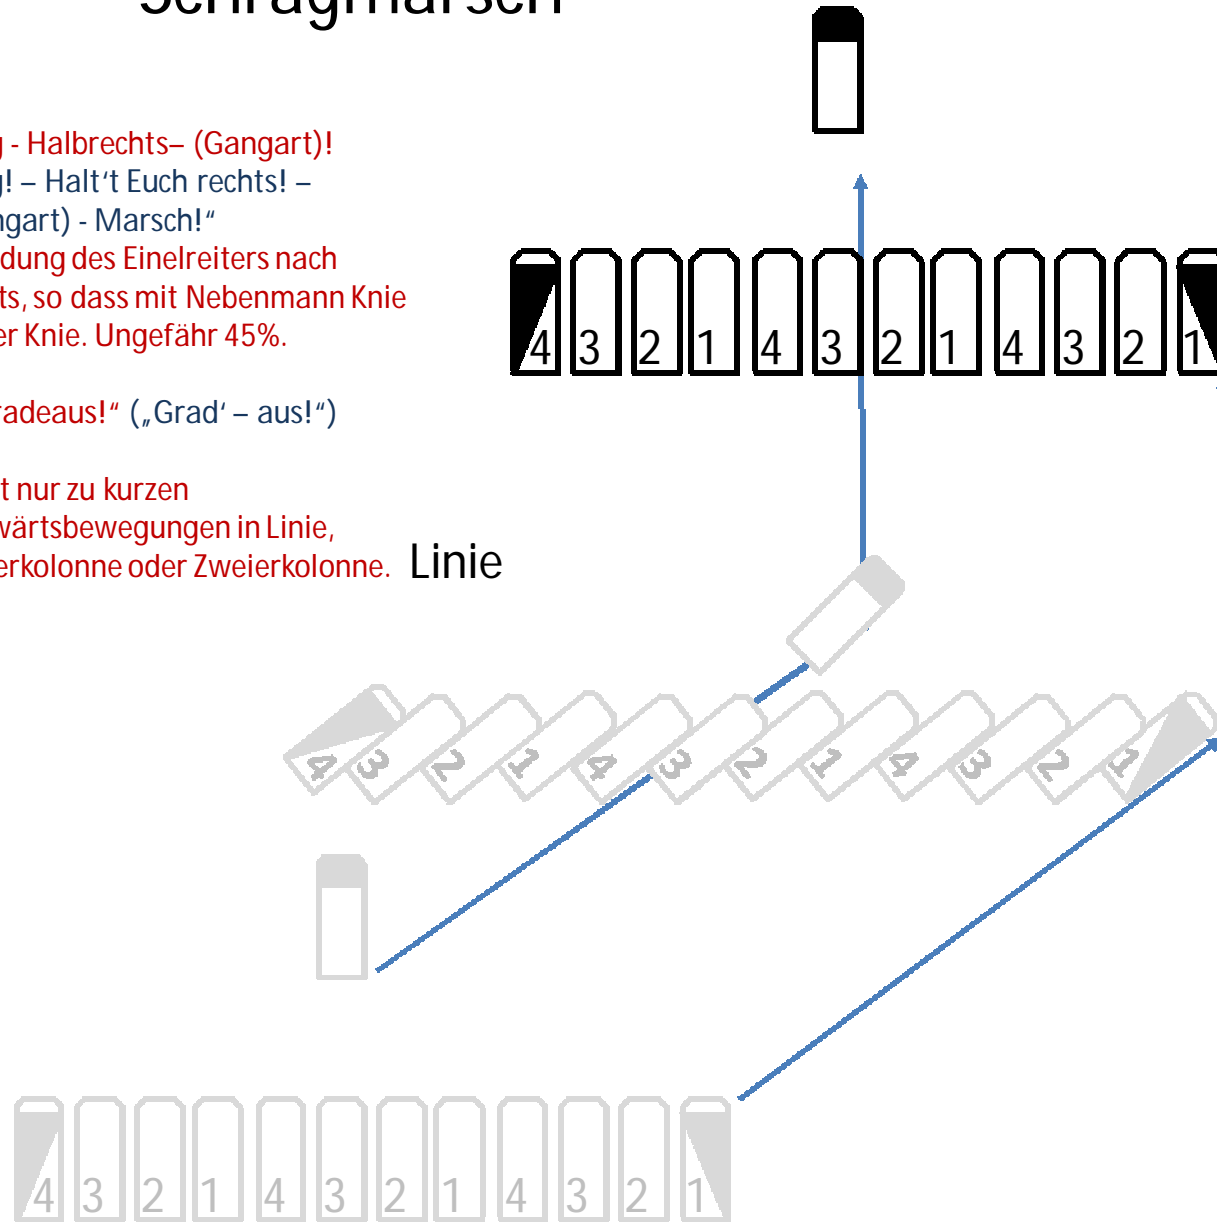 Schrägmarsch
g - Halbrechts– (Gangart)!
g! – Halt‘t Euch rechts! –
ngart) - Marsch!“
dung des Einelreiters nach
ts, so dass mit Nebenmann Knie
er Knie. Ungefähr 45%.
radeaus!“ („Grad‘ – aus!“)
t nur zu kurzen
wärtsbewegungen in Linie,
erkolonne oder Zweierkolonne.
Linie
4 3 2 1 4 3 2 1 4 3 2 1
4 3 2 1 4 3 2 1 4 3 2 1
4 3 2 1 4 3 2 1 4 3 2 1